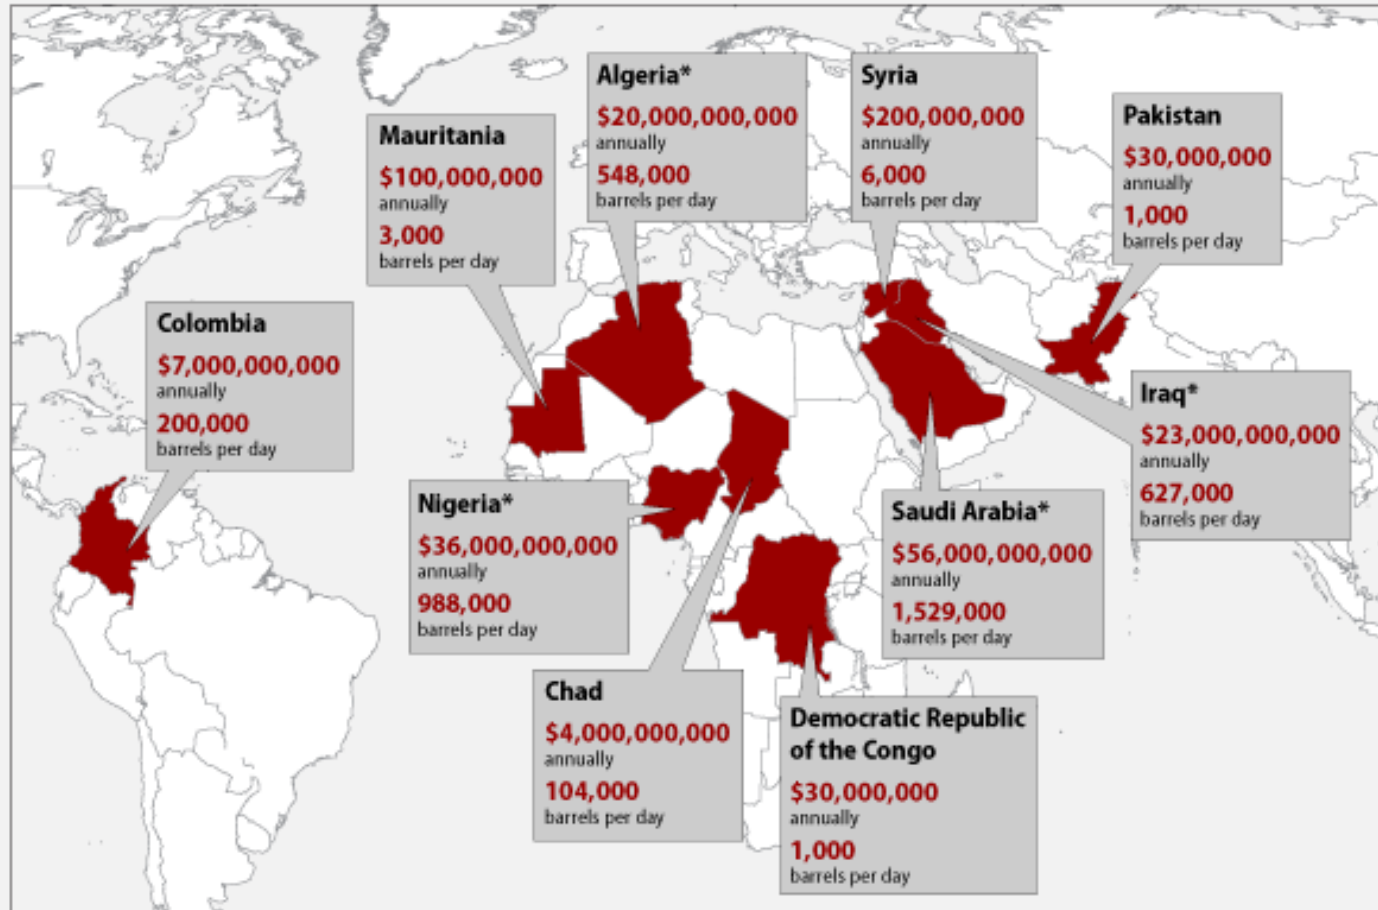 Algeria*
$20,000,000,000
annually
548,000
barrels per day
Syria
$200,000,000
annually
6,000
barrels per day
Pakistan
$30,000,000
annually
1,000
barrels per day
Mauritania
$100,000,000
annually
3,000
barrels per day
Colombia
$7,000,000,000
annually
200,000
barrels per day
Iraq*
$23,000,000,000
annually
627,000
barrels per day
Nigeria*
$36,000,000,000
annually
988,000
barrels per day
Saudi Arabia*
$56,000,000,000
annually
1,529,000
barrels per day
Chad
$4,000,000,000
annually
104,000
barrels per day
Democratic Republic
of the Congo
$30,000,000
annually
1,000
barrels per day